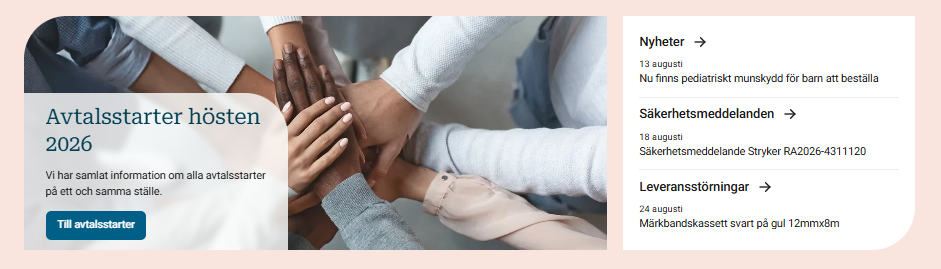 Avtalsstarter hösten
2026
Vi har samlat information om alla avtalsstarter
på ett och samma ställe.
Till avtalsstarter
Nyheter
13 augusti
Nu finns pediatriskt munskydd för barn att beställa
Säkerhetsmeddelanden
18 augusti
Säkerhetsmeddelande Stryker RA2026-4311120
Leveransstörningar
24 augusti
Märkbandskassett svart på gul 12mmx8m